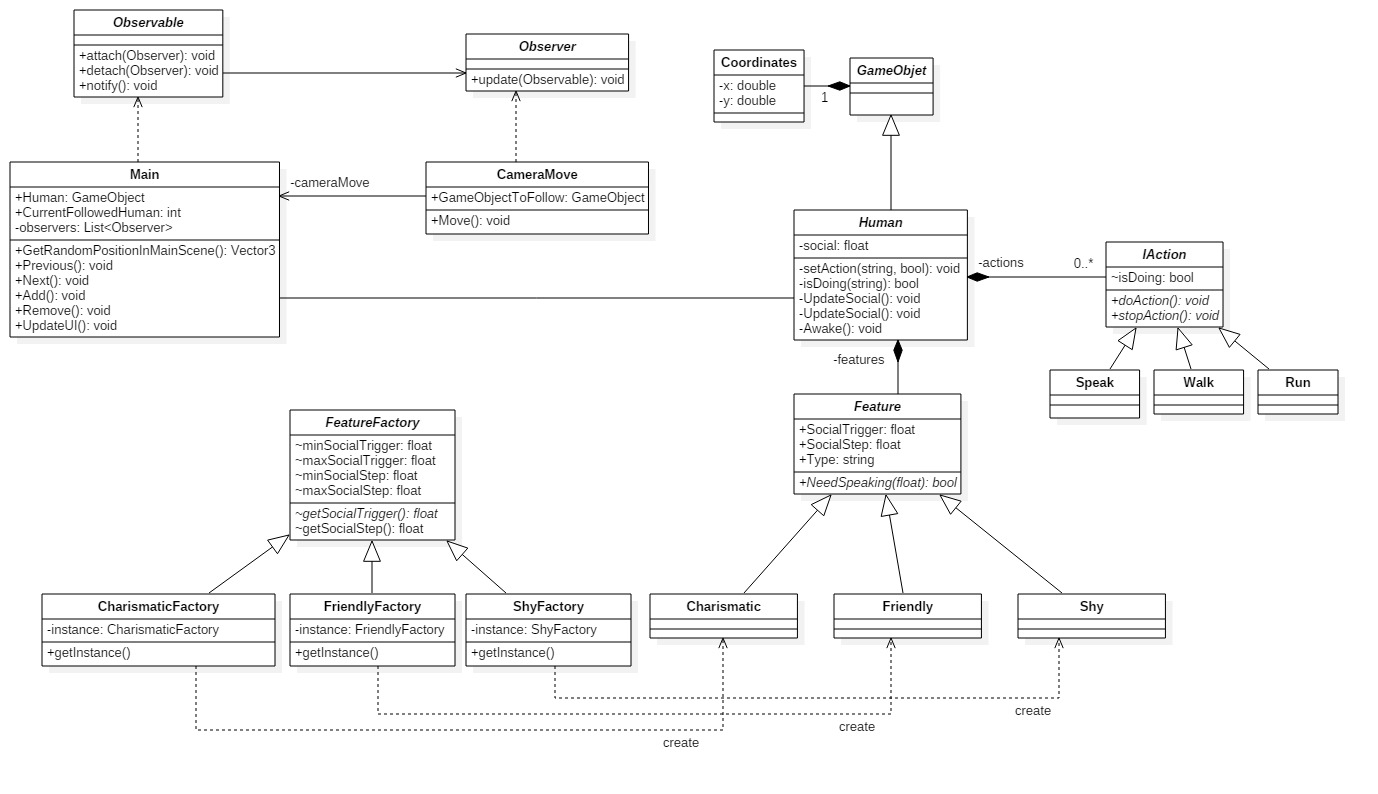 Observable
+attach(Observer): void
+detach(Observer): void
+notify(): void
Observer
+update(Observable): void
Coordinates
-x: double
-y: double
1
GameObjet
Main
+Human: GameObject
+CurrentFollowedHuman: int
-observers: List<Observer>
+GetRandomPositionInMainScene(): Vector3
+Previous(): void
+Next(): void
+Add(): void
+Remove(): void
+UpdateUI(): void
-cameraMove
CameraMove
+GameObjectToFollow: GameObject
+Move(): void
Human
-social: float
-setAction(string, bool): void
-isDoing(string): bool
-UpdateSocial(): void
-UpdateSocial(): void
-Awake(): void
-actions
0..*
IAction
~isDoing: bool
+doAction(): void
+stopAction(): void
Speak
Walk
Run
-features
Feature
+SocialTrigger: float
+SocialStep: float
+Type: string
+NeedSpeaking(float): bool
FeatureFactory
~minSocialTrigger: float
~maxSocialTrigger: float
~minSocialStep: float
~maxSocialStep: float
~getSocialTrigger(): float
~getSocialStep(): float
CharismaticFactory
-instance: CharismaticFactory
+getInstance()
FriendlyFactory
-instance: FriendlyFactory
+getInstance()
ShyFactory
-instance: ShyFactory
+getInstance()
Charismatic
Friendly
Shy
create
create
create